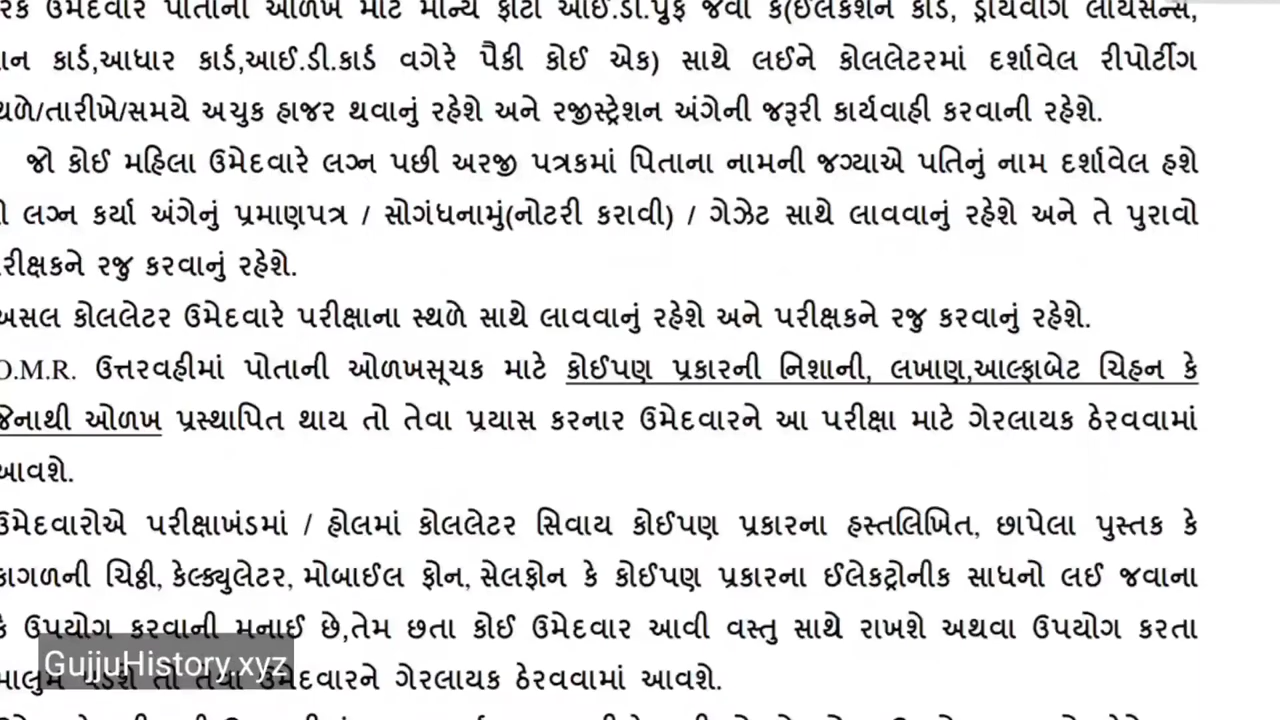 ઉમેદવારે પોતાની ઓળખ માટે માન્ય ફોટો આઈ.ડી.પ્રુફ જેવા કે(ઈલેકશન કાર્ડ, ડ્રાયવીંગ લાયસન્સ,
કાર્ડ,આધાર કાર્ડ,આઈ.ડી.કાર્ડ વગેરે પૈકી કોઈ એક) સાથે લઈને કોલલેટરમાં દર્શાવેલ રીપોર્ટીગ
સ્થળે/તારીખે/સમયે અચુક હાજર થવાનું રહેશે અને રજીસ્ટ્રેશન અંગેની જરૂરી કાર્યવાહી કરવાની રહેશે.
જો કોઈ મહિલા ઉમેદવારે લગ્ન પછી અરજી પત્રકમાં પિતાના નામની જગ્યાએ પતિનું નામ દર્શાવેલ હશે
લગ્ન કર્યા અંગેનું પ્રમાણપત્ર / સોગંધનામું(નોટરી કરાવી) / ગેઝેટ સાથે લાવવાનું રહેશે અને તે પુરાવો
પરીક્ષકને રજુ કરવાનું રહેશે.
અસલ કોલલેટર ઉમેદવારે પરીક્ષાના સ્થળે સાથે લાવવાનું રહેશે અને પરીક્ષકને રજુ કરવાનું રહેશે.
O.M.R. ઉત્તરવહીમાં પોતાની ઓળખસૂચક માટે કોઈપણ પ્રકારની નિશાની, લખાણ,આલ્ફાબેટ ચિહન કે
જેનાથી ઓળખ પ્રસ્થાપિત થાય તો તેવા પ્રયાસ કરનાર ઉમેદવારને આ પરીક્ષા માટે ગેરલાયક ઠેરવવામાં
આવશે.
ઉમેદવારોએ પરીક્ષાખંડમાં / હોલમાં કોલલેટર સિવાય કોઈપણ પ્રકારના હસ્તલિખિત, છાપેલા પુસ્તક કે
કાગળની ચિઠ્ઠી, કેલ્ક્યુલેટર, મોબાઈલ ફોન, સેલફોન કે કોઈપણ પ્રકારના ઈલેકટ્રોનીક સાધનો લઈ જવાના
કે ઉપયોગ કરવાની મનાઈ છે,તેમ છતા કોઈ ઉમેદવાર આવી વસ્તુ સાથે રાખશે અથવા ઉપયોગ કરતા
માલુમ પડશે તો તેવા ઉમેદવારને ગેરલાયક ઠેરવવામાં આવશે.
GujjuHistory.xyz